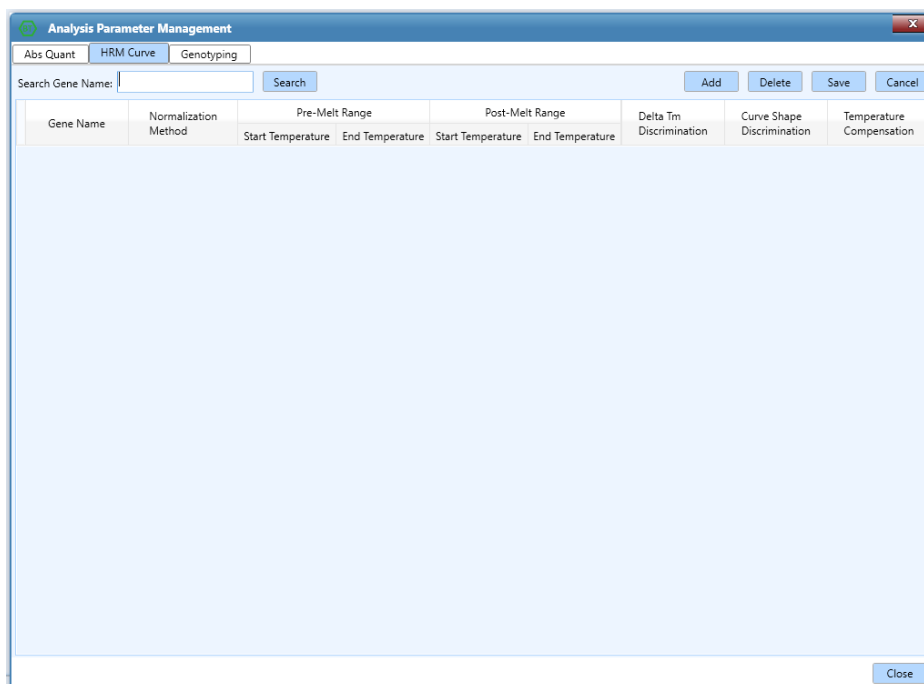 Analysis Parameter Management
x
Abs Quant HRM Curve Genotyping
Search Gene Name: Search Add Delete Save Cancel
Gene Name
Normalization
Method
Pre-Melt Range
Start Temperature End Temperature
Post-Melt Range
Start Temperature End Temperature
Delta Tm
Discrimination
Curve Shape
Discrimination
Temperature
Compensation
Close